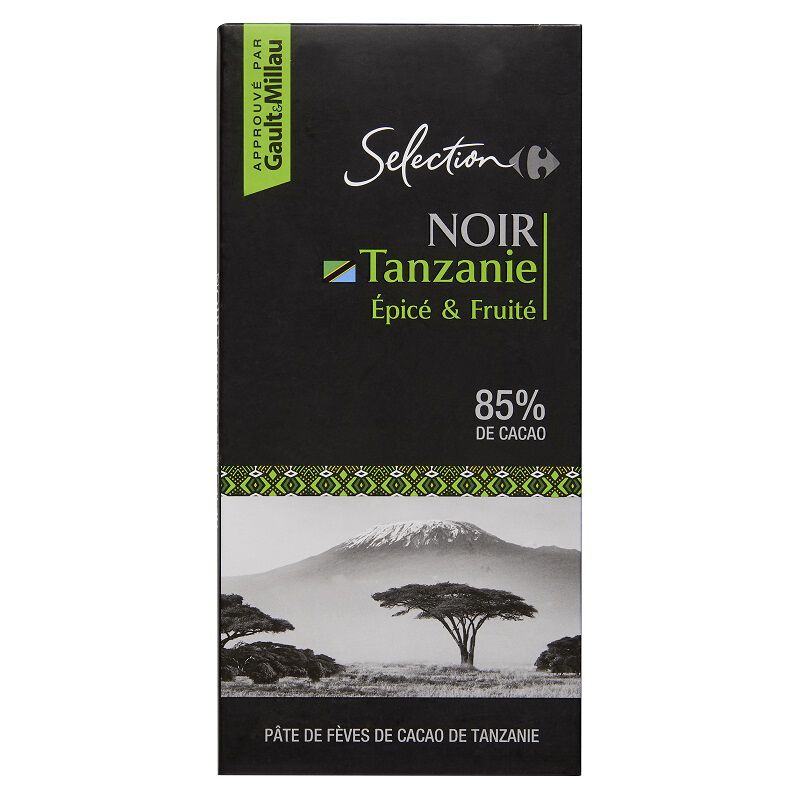 APPROUVÉ PAR
Gault&Millau
Selection
NOIR
Tanzanie
Épicé & Fruité
85%
DE CACAO
PÂTE DE FÈVES DE CACAO DE TANZANIE